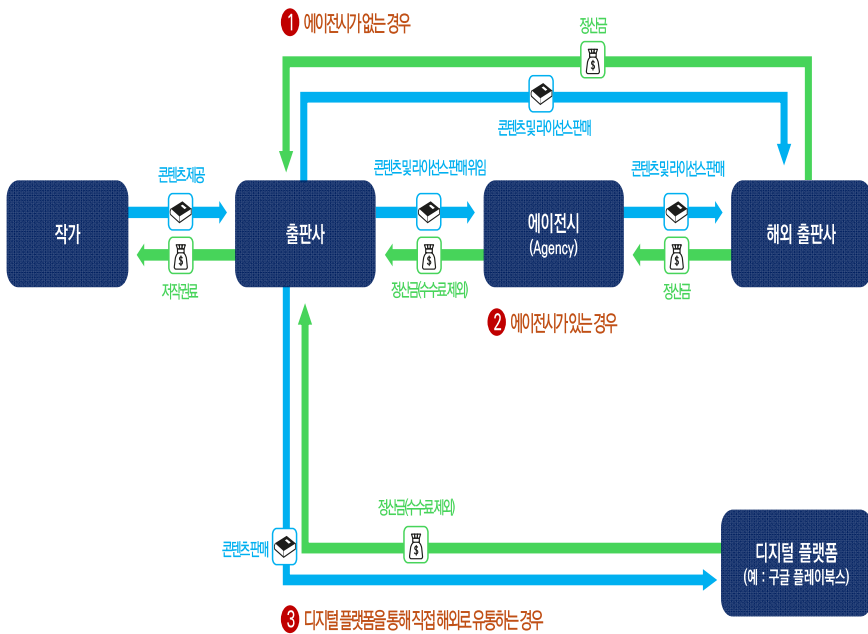 1 에이전시가 없는 경우
정산금
콘텐츠 및 라이선스 판매
콘텐츠 제공
콘텐츠 및 라이선스 판매 위임
콘텐츠 및 라이선스 판매
작가
출판사
에이전시
(Agency)
해외 출판사
저작권료
정산금(수수료 제외)
정산금
2 에이전시가 있는 경우
정산금(수수료 제외)
콘텐츠 판매
디지털 플랫폼
(예 : 구글 플레이북스)
3 디지털 플랫폼을 통해 직접 해외로 유통하는 경우